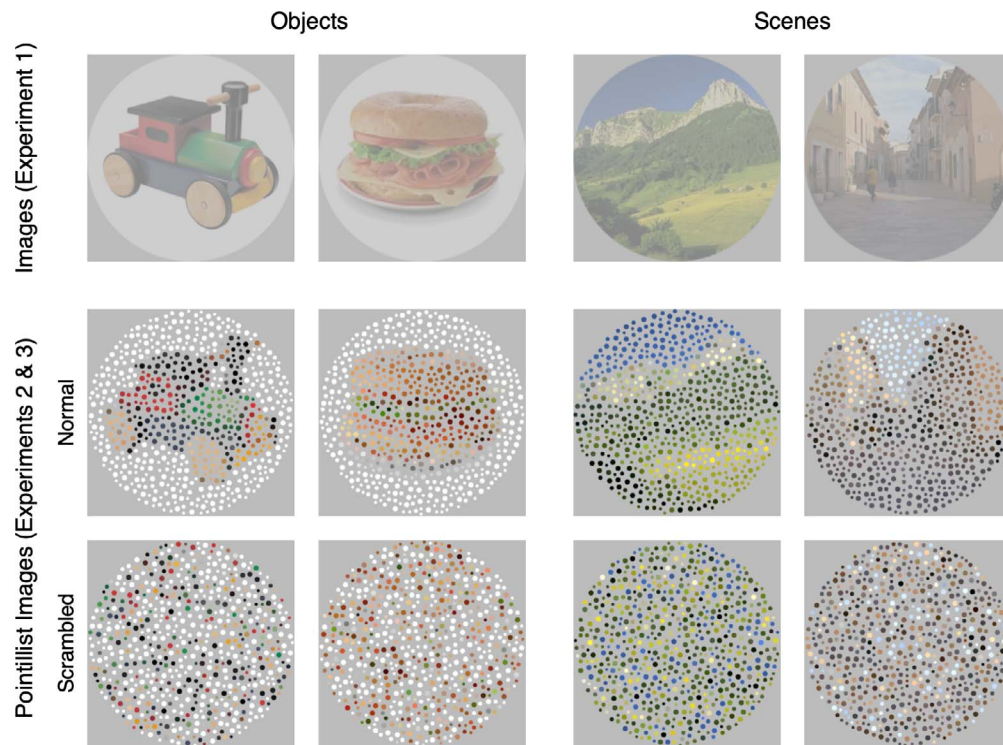 Objects
Scenes
Images (Experiment 1)
Pointillist Images (Experiments 2 & 3)
Normal
Scrambled